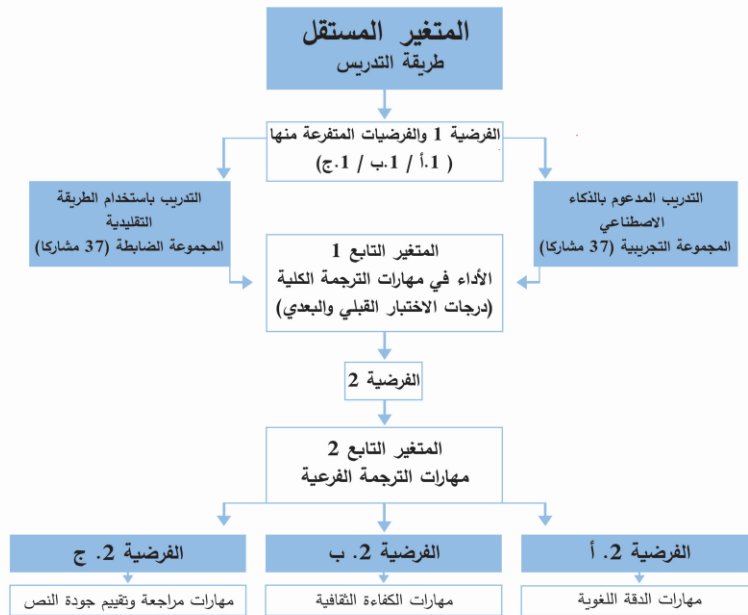 المتغير المستقل
طريقة التدريس
الفرضية 1 والفرضيات المتفرعة منها
( 1.أ / 1.ب / 1.ج)
التدريب المدعوم بالذكاء
الاصطناعي
المجموعة التجريبية (37 مشاركا)
التدريب باستخدام الطريقة
التقليدية
المجموعة الضابطة (37 مشاركا)
المتغير التابع 1
الأداء في مهارات الترجمة الكلية
(درجات الاختبار القبلي والبعدي)
الفرضية 2
المتغير التابع 2
مهارات الترجمة الفرعية
الفرضية 2. أ
مهارات الدقة اللغوية
الفرضية 2. ب
مهارات الكفاءة الثقافية
الفرضية 2. ج
مهارات مراجعة وتقييم جودة النص